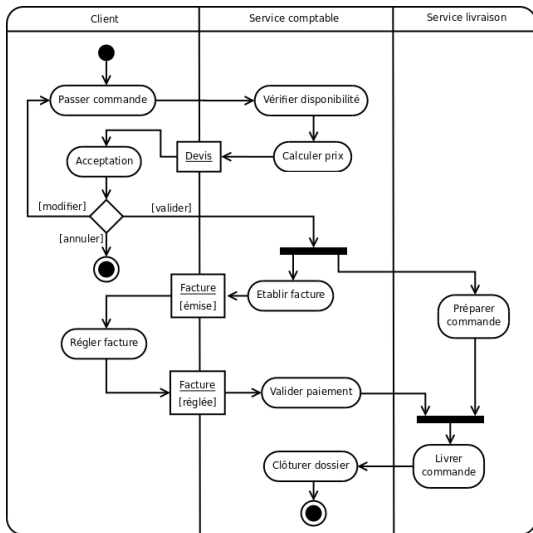 Client
Service comptable
Service livraison
Passer commande
Vérifier disponibilité
Acceptation
Devis
Calculer prix
[modifier]
[valider]
[annuler]
Facture
[émise]
Etablir facture
Préparer
commande
Régler facture
Facture
[réglée]
Valider paiement
Clôturer dossier
Livrer
commande